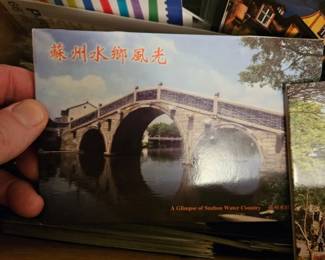 蘇州水鄉風光
A Glimpse of Suzhou Water Country